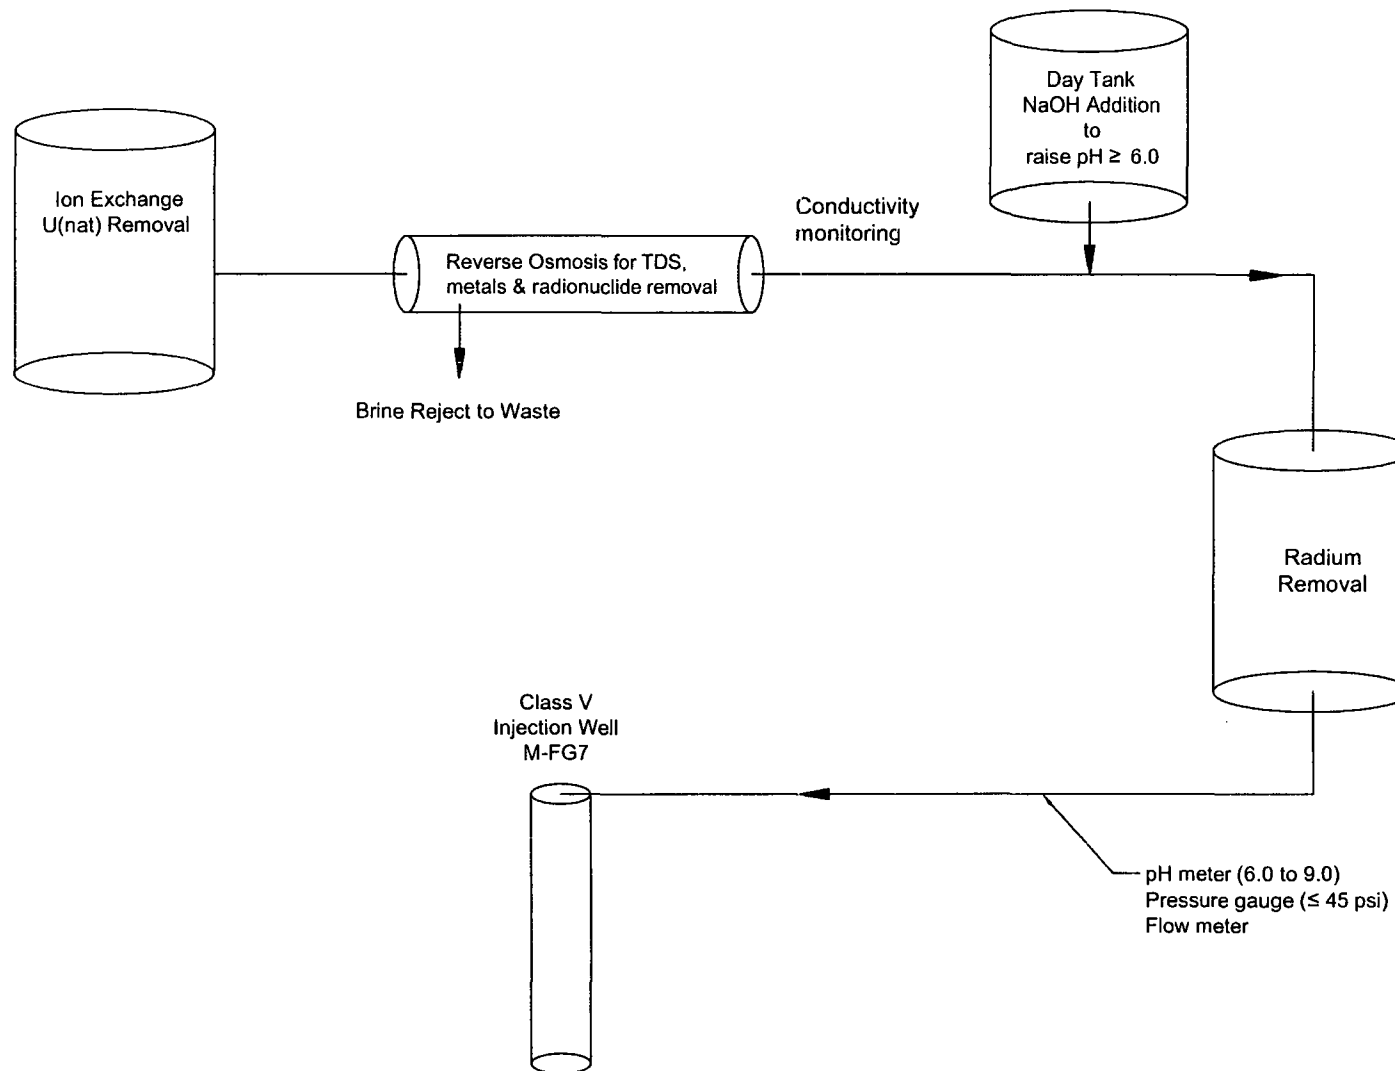 Day Tank
NaOH Addition
to
raise pH ≥ 6.0
Ion Exchange
U(nat) Removal
Conductivity
monitoring
Reverse Osmosis for TDS,
metals & radionuclide removal
Brine Reject to Waste
Radium
Removal
Class V
Injection Well
M-FG7
pH meter (6.0 to 9.0)
Pressure gauge (≤ 45 psi)
Flow meter